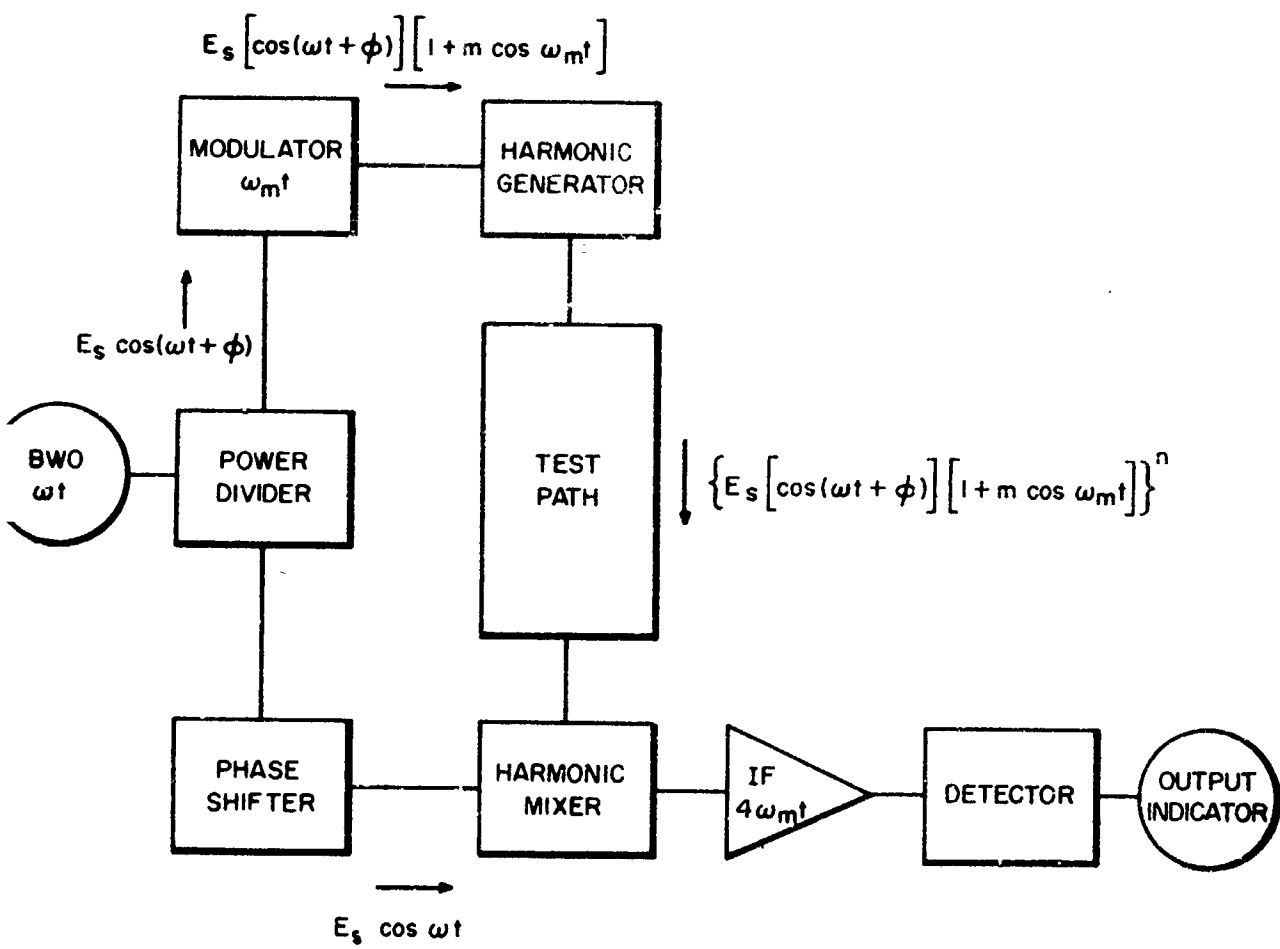 E_s [cos(ωt + ϕ)] [1 + m cos ω_m t]
MODULATOR
ω_m t
HARMONIC
GENERATOR
E_s cos(ωt + ϕ)
BWO
ωt
POWER
DIVIDER
TEST
PATH
{E_s [cos(ωt + ϕ)] [1 + m cos ω_m t]}^n
PHASE
SHIFTER
HARMONIC
MIXER
IF
4ω_m t
DETECTOR
OUTPUT
INDICATOR
E_s cos ωt